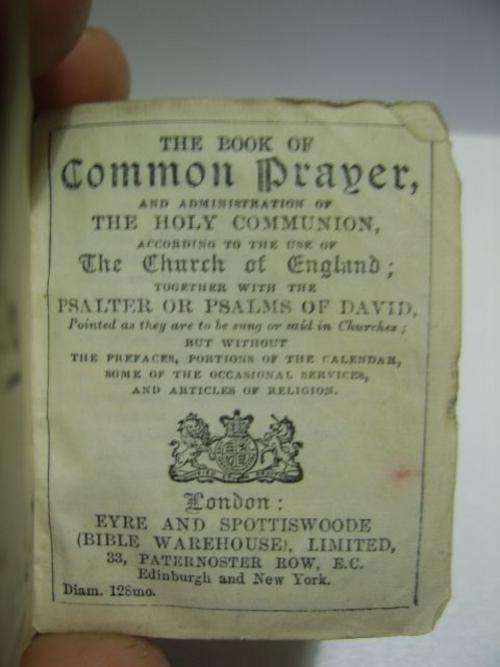 THE BOOK OF
Common Prayer,
AND ADMINISTRATION OF
THE HOLY COMMUNION,
ACCORDING TO THE USE OF
The Church of England;
TOGETHER WITH THE
PSALTER OR PSALMS OF DAVID,
Pointed as they are to be sung or said in Churches;
BUT WITHOUT
THE PREFACES, PORTIONS OF THE CALENDAR,
SOME OF THE OCCASIONAL SERVICES,
AND ARTICLES OF RELIGION.
London:
EYRE AND SPOTTISWOODE
(BIBLE WAREHOUSE), LIMITED,
33, PATERNOSTER ROW, E.C.
Edinburgh and New York.
Diam. 128mo.